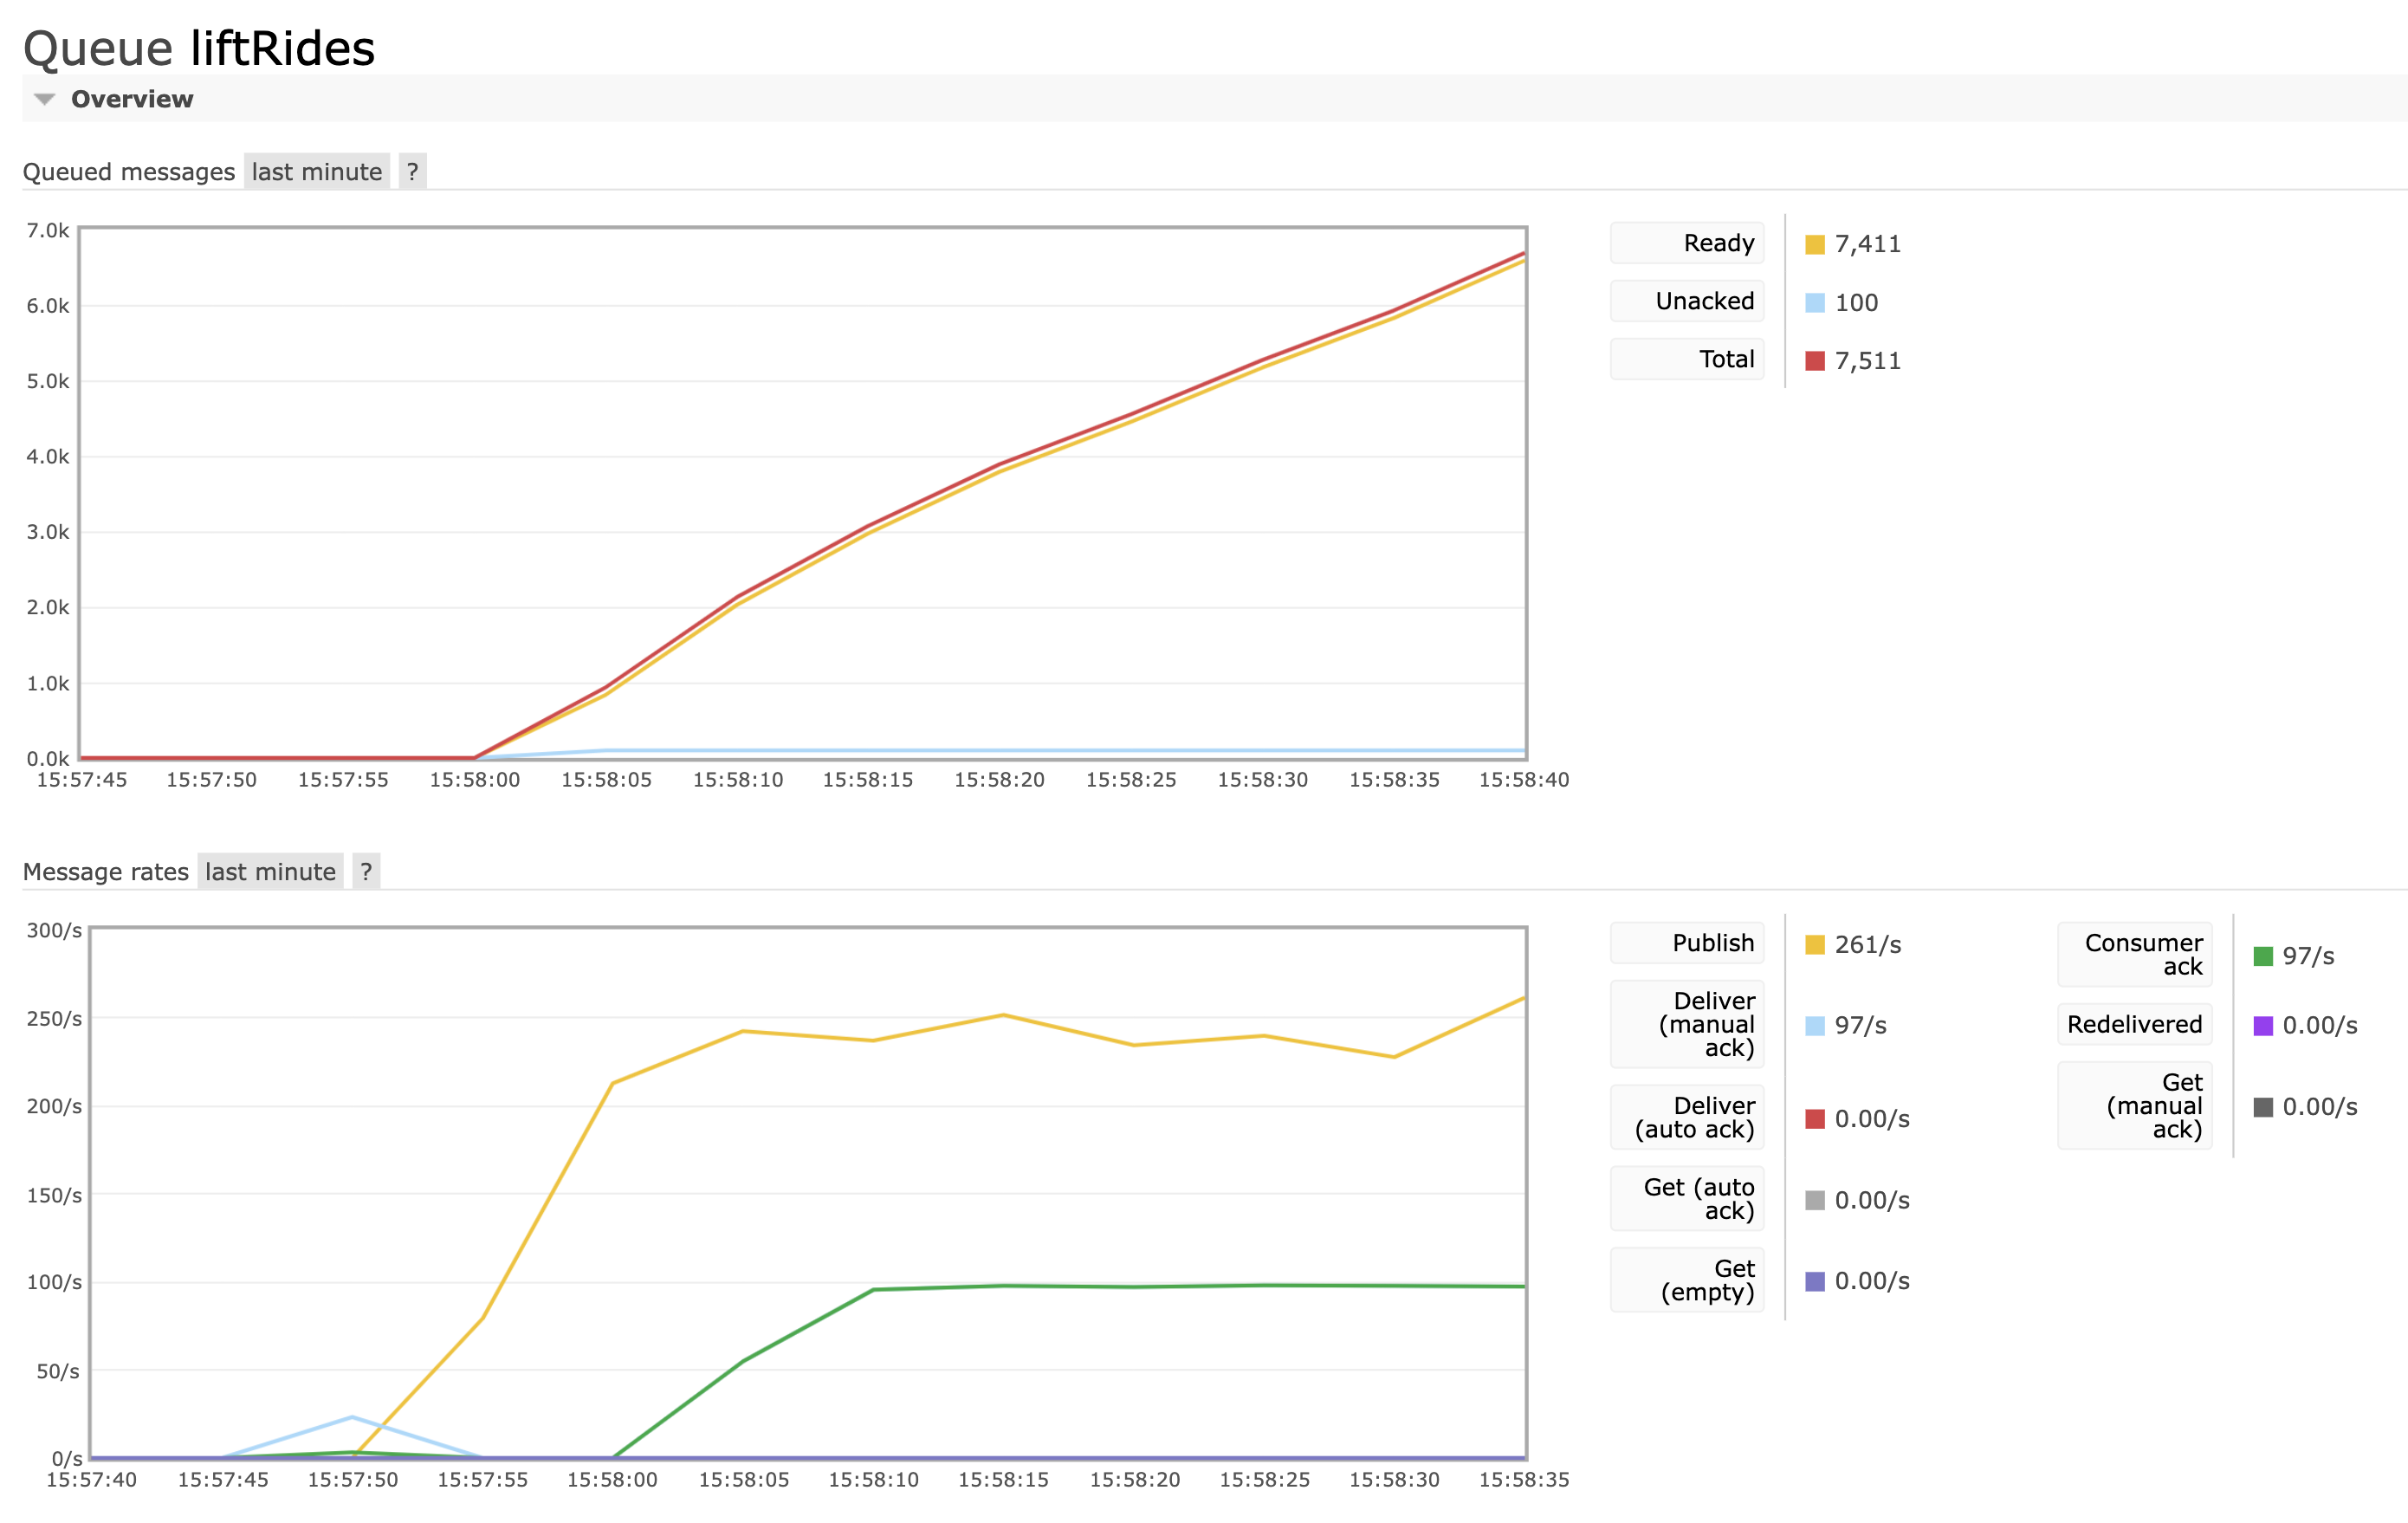 Queue liftRides
Overview
Queued messages last minute ?
7.0k
6.0k
5.0k
4.0k
3.0k
2.0k
1.0k
0.0k
15:57:45 15:57:50 15:57:55 15:58:00 15:58:05 15:58:10 15:58:15 15:58:20 15:58:25 15:58:30 15:58:35 15:58:40
Ready 7,411
Unacked 100
Total 7,511
Message rates last minute ?
300/s
250/s
200/s
150/s
100/s
50/s
0/s
15:57:40 15:57:45 15:57:50 15:57:55 15:58:00 15:58:05 15:58:10 15:58:15 15:58:20 15:58:25 15:58:30 15:58:35
Publish 261/s
Deliver
(manual 97/s
ack)
Deliver
(auto ack) 0.00/s
Get (auto
ack) 0.00/s
Get
(empty) 0.00/s
Consumer
ack 97/s
Redelivered 0.00/s
Get
(manual 0.00/s
ack)